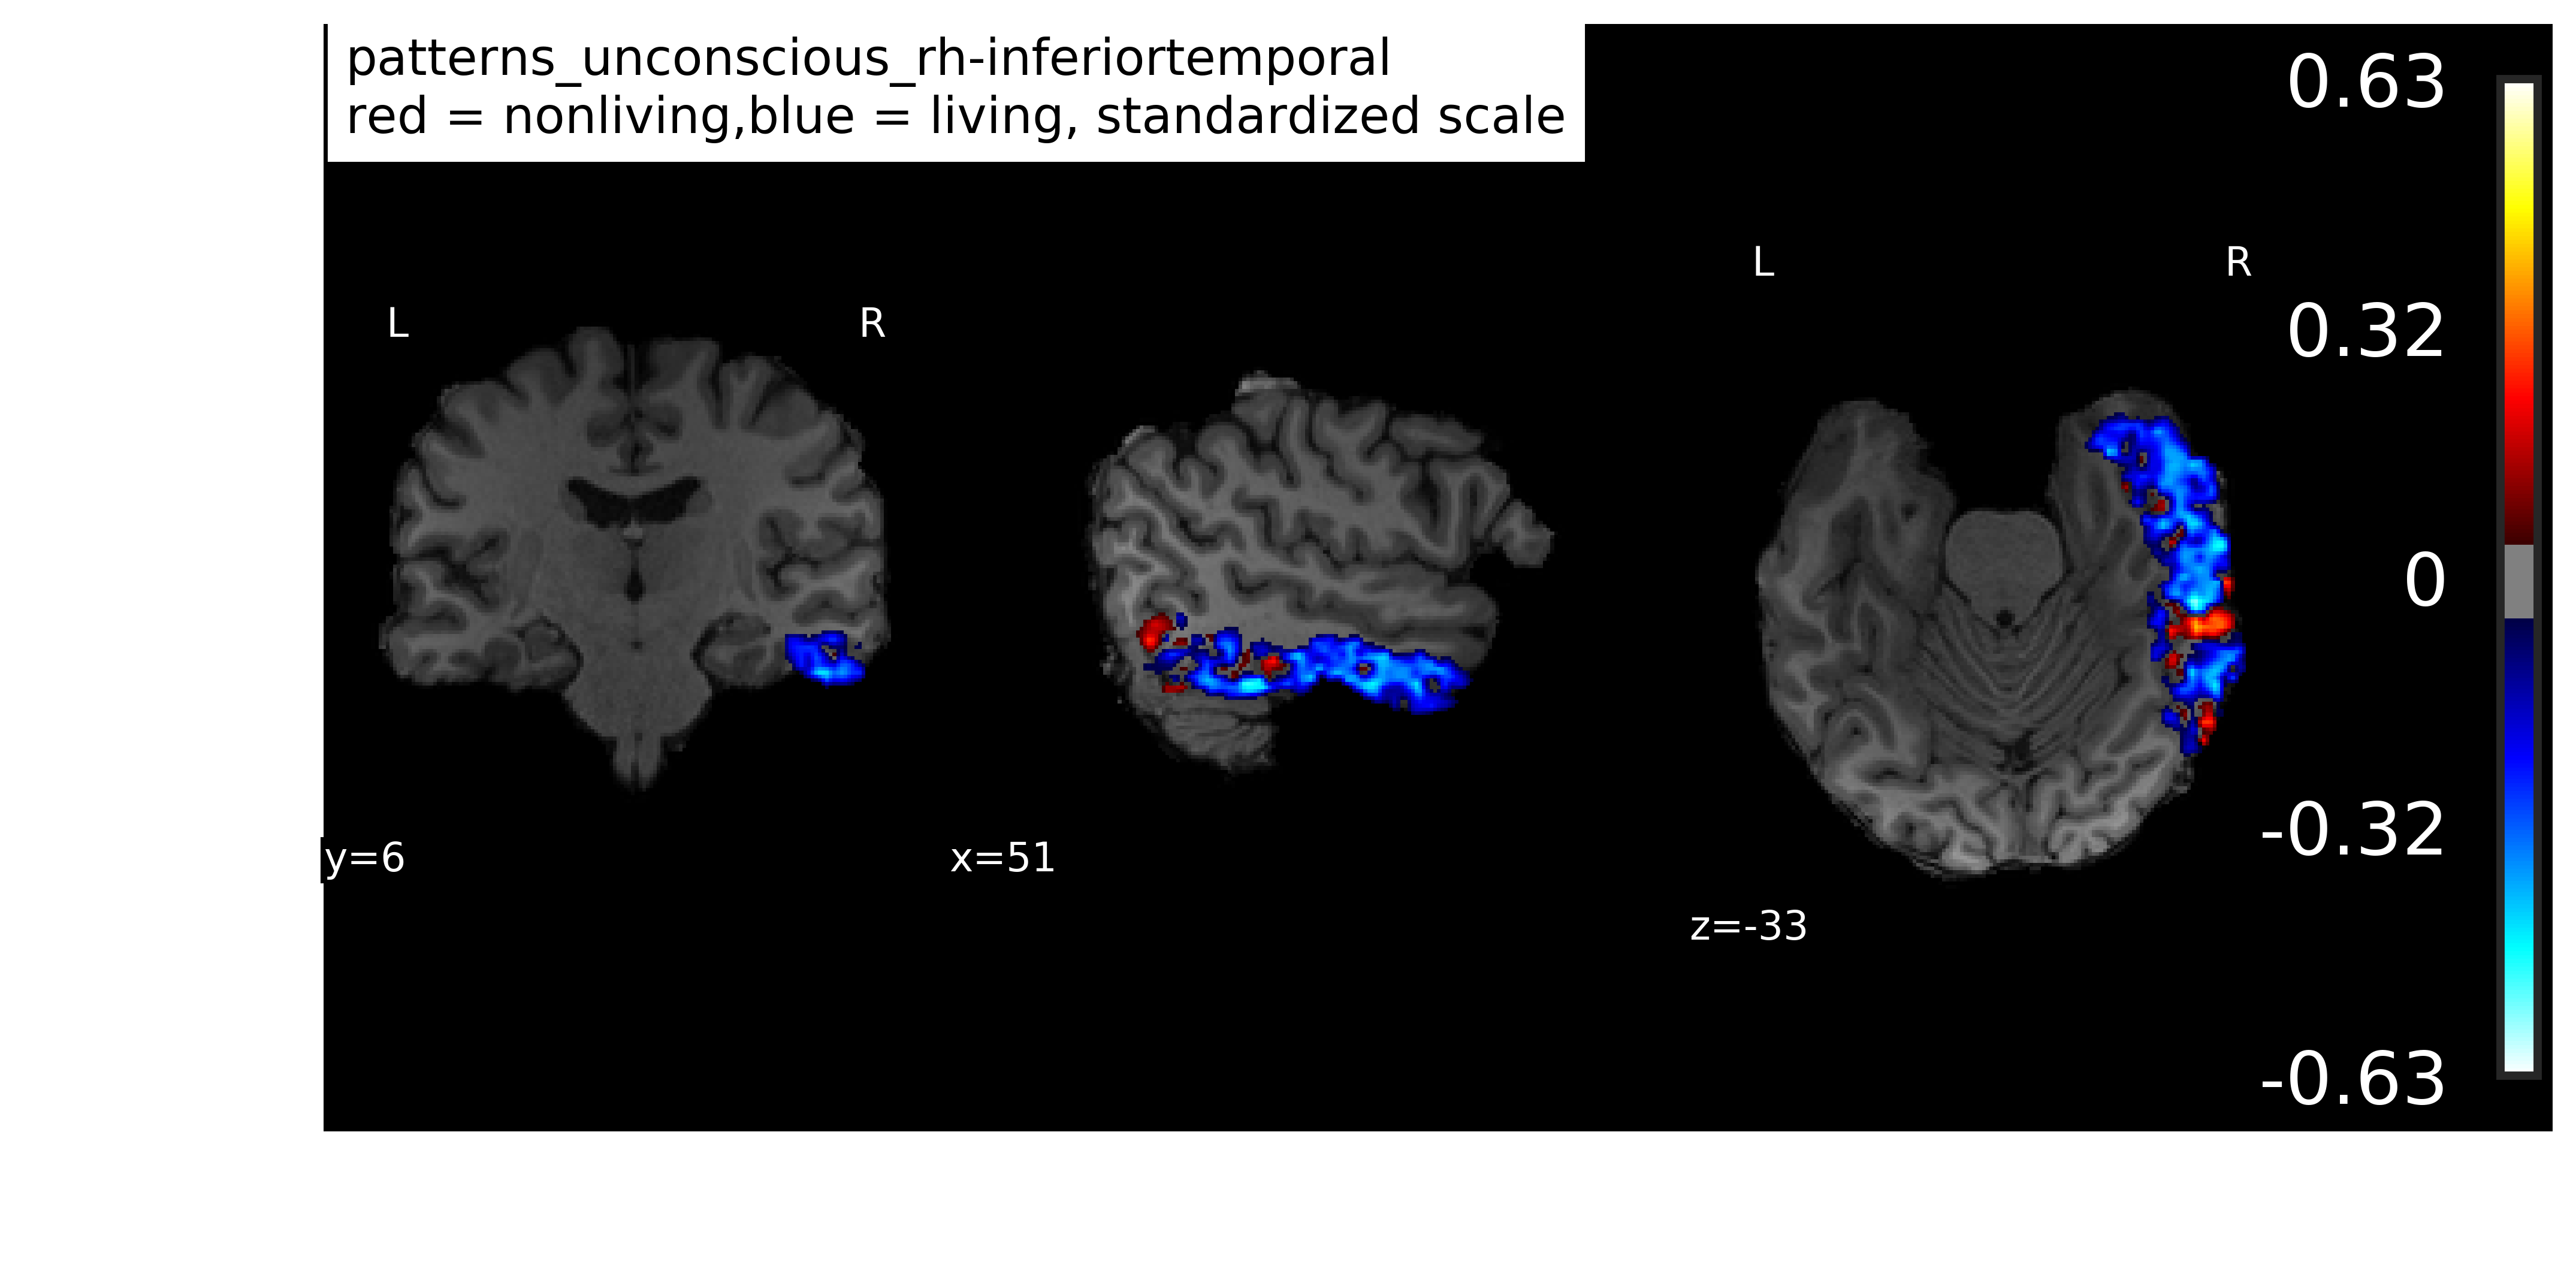 patterns_unconscious_rh-inferiortemporal
red = nonliving,blue = living, standardized scale
L R
y=6
x=51
L R
z=-33
0.63
0.32
0
-0.32
-0.63